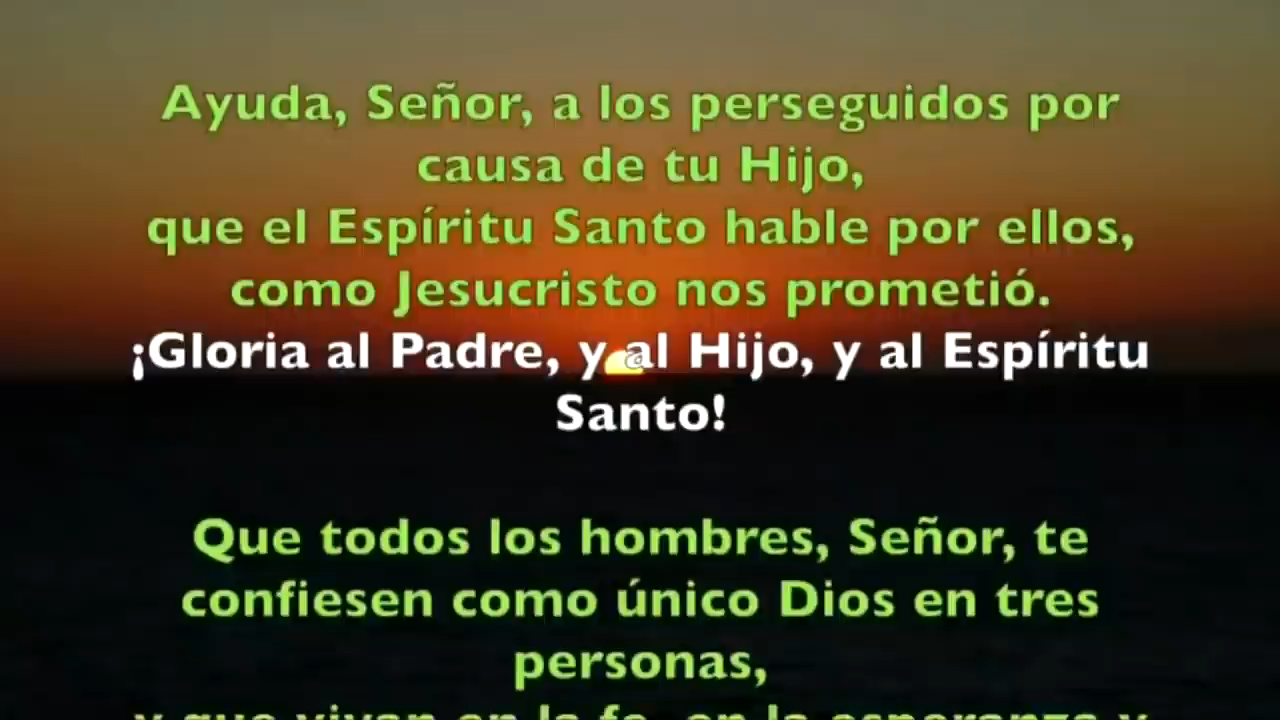 Ayuda, Señor, a los perseguidos por
causa de tu Hijo,
que el Espíritu Santo hable por ellos,
como Jesucristo nos prometió.
¡Gloria al Padre, y al Hijo, y al Espíritu
Santo!
Que todos los hombres, Señor, te
confiesen como único Dios en tres
personas,
y que vivan en la fe, en la esperanza y